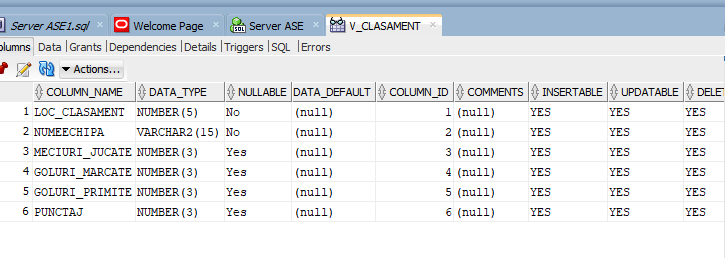 Server ASE1.sql Welcome Page Server ASE V_CLASAMENT
olumns Data Grants Dependencies Details Triggers SQL Errors
Actions...
COLUMN_NAME DATA_TYPE NULLABLE DATA_DEFAULT COLUMN_ID COMMENTS INSERTABLE UPDATABLE DELET
1 LOC_CLASAMENT NUMBER(5) No (null) 1 (null) YES YES YES
2 NUMEECHIPA VARCHAR2(15) No (null) 2 (null) YES YES YES
3 MECIURI_JUCATE NUMBER(3) Yes (null) 3 (null) YES YES YES
4 GOLURI_MARCATE NUMBER(3) Yes (null) 4 (null) YES YES YES
5 GOLURI_PRIMITE NUMBER(3) Yes (null) 5 (null) YES YES YES
6 PUNCTAJ NUMBER(3) Yes (null) 6 (null) YES YES YES